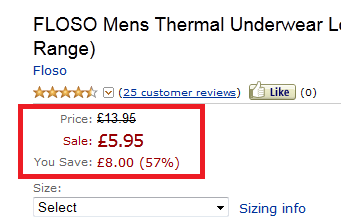 FLOSO Mens Thermal Underwear Lo
Range)
Floso
(25 customer reviews) Like (0)
Price: £13.95
Sale: £5.95
You Save: £8.00 (57%)
Size:
Select Sizing info